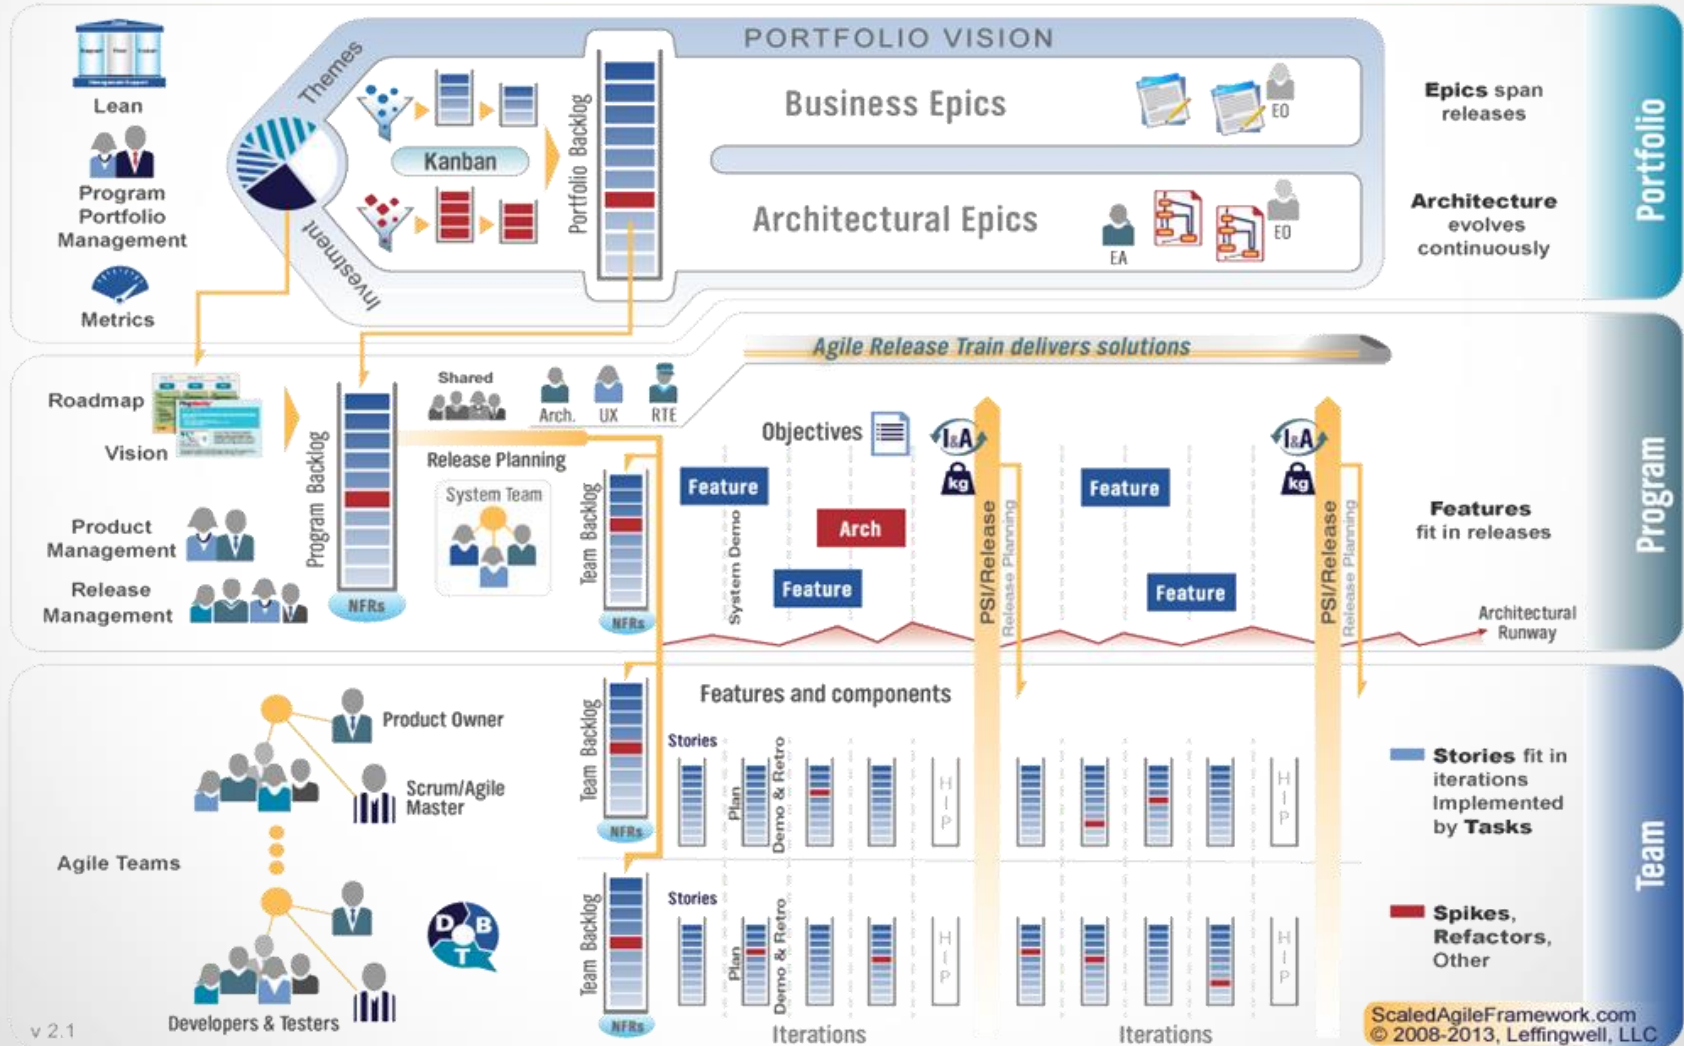 PORTFOLIO VISION
Themes
Investment
Lean
Program
Portfolio
Management
Metrics
Kanban
Portfolio Backlog
Business Epics
EO
Architectural Epics
EA
EO
Epics span
releases
Architecture
evolves
continuously
Portfolio
Agile Release Train delivers solutions
Roadmap
Vision
Product
Management
Release
Management
Program Backlog
NFRs
Shared
Arch.
UX
RTE
Release Planning
System Team
Team Backlog
NFRs
Objectives
Feature
System Demo
Arch
Feature
I&A
kg
PSI/Release
Release Planning
Feature
Feature
I&A
kg
PSI/Release
Release Planning
Features
fit in releases
Architectural
Runway
Program
Product Owner
Scrum/Agile
Master
Agile Teams
Developers & Testers
D
B
T
Team Backlog
NFRs
Features and components
Stories
Plan
Demo & Retro
H
I
P
H
I
P
Team Backlog
NFRs
Stories
Plan
Demo & Retro
H
I
P
H
I
P
Iterations
Iterations
Stories fit in
iterations
Implemented
by Tasks
Spikes,
Refactors,
Other
Team
v 2.1
ScaledAgileFramework.com
© 2008-2013, Leffingwell, LLC